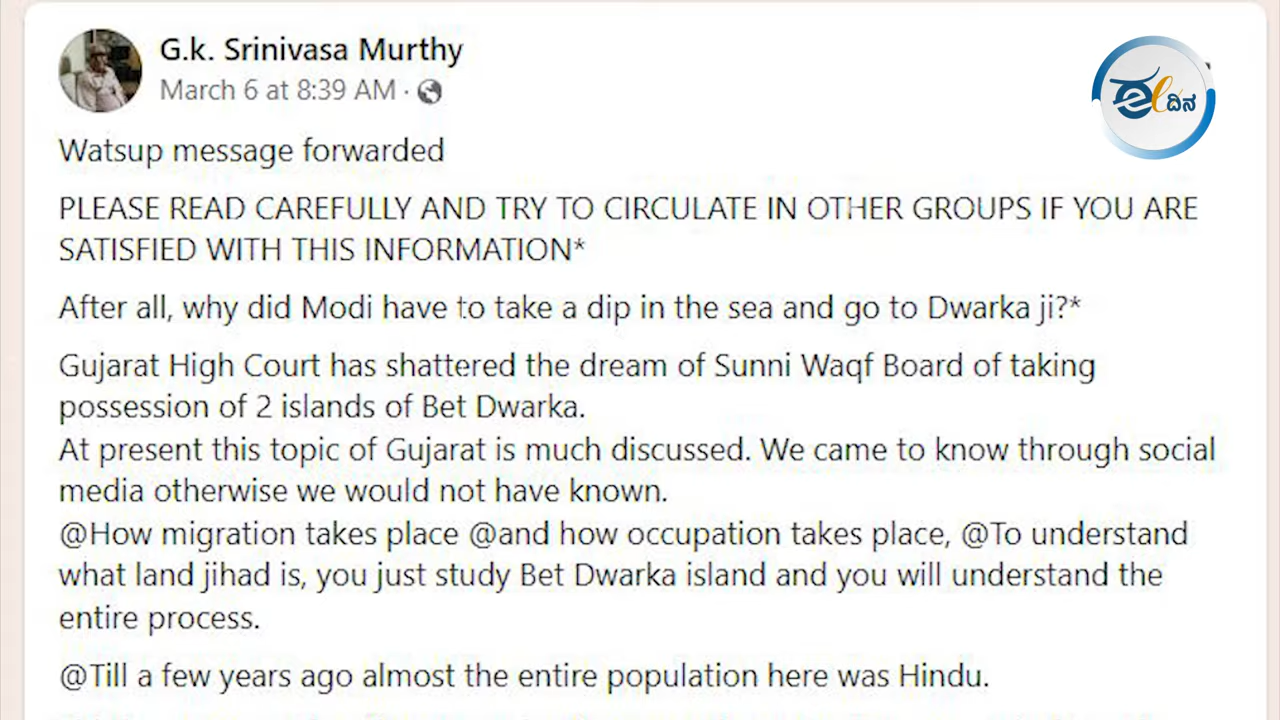 G.k. Srinivasa Murthy
March 6 at 8:39 AM ·
ಈ ದಿನ
Watsup message forwarded
PLEASE READ CAREFULLY AND TRY TO CIRCULATE IN OTHER GROUPS IF YOU ARE
SATISFIED WITH THIS INFORMATION*
After all, why did Modi have to take a dip in the sea and go to Dwarka ji?*
Gujarat High Court has shattered the dream of Sunni Waqf Board of taking
possession of 2 islands of Bet Dwarka.
At present this topic of Gujarat is much discussed. We came to know through social
media otherwise we would not have known.
@How migration takes place @and how occupation takes place, @To understand
what land jihad is, you just study Bet Dwarka island and you will understand the
entire process.
@Till a few years ago almost the entire population here was Hindu.